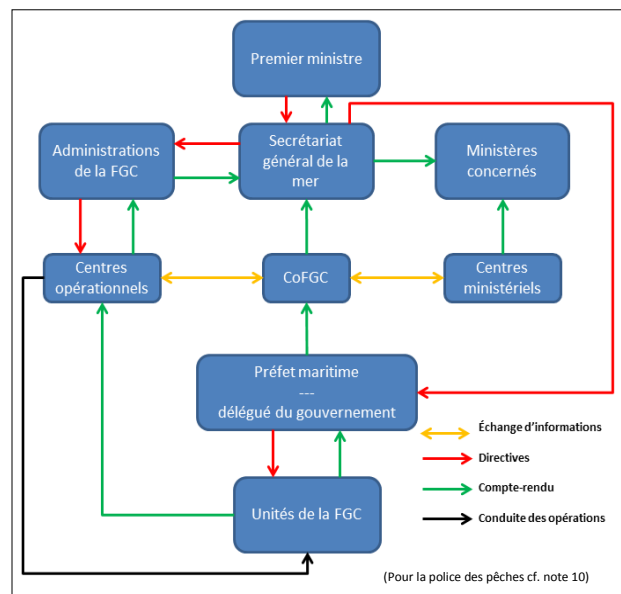 Premier ministre
Administrations
de la FGC
Secrétariat
général de la
mer
Ministères
concernés
Centres
opérationnels
CoFGC
Centres
ministériels
Préfet maritime
---
délégué du gouvernement
Unités de la FGC
Échange d'informations
Directives
Compte-rendu
Conduite des opérations
(Pour la police des pêches cf. note 10)